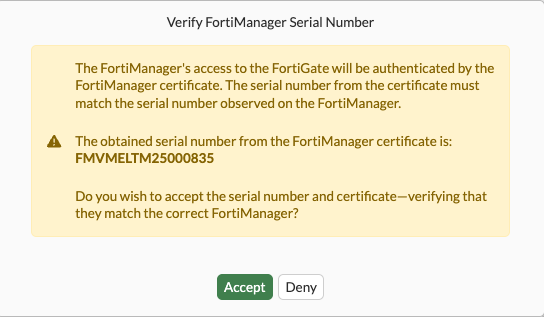 Verify FortiManager Serial Number
The FortiManager's access to the FortiGate will be authenticated by the
FortiManager certificate. The serial number from the certificate must
match the serial number observed on the FortiManager.
The obtained serial number from the FortiManager certificate is:
FMVMELTM25000835
Do you wish to accept the serial number and certificate—verifying that
they match the correct FortiManager?
Accept
Deny